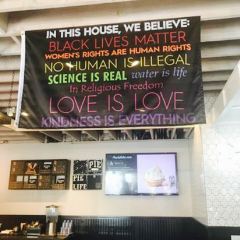 IN THIS HOUSE, WE BELIEVE:
BLACK LIVES MATTER
WOMEN'S RIGHTS ARE HUMAN RIGHTS
NO HUMAN IS ILLEGAL
SCIENCE IS REAL water is life
In Religious Freedom
LOVE IS LOVE
KINDNESS IS EVERYTHING
PIE
LIFE